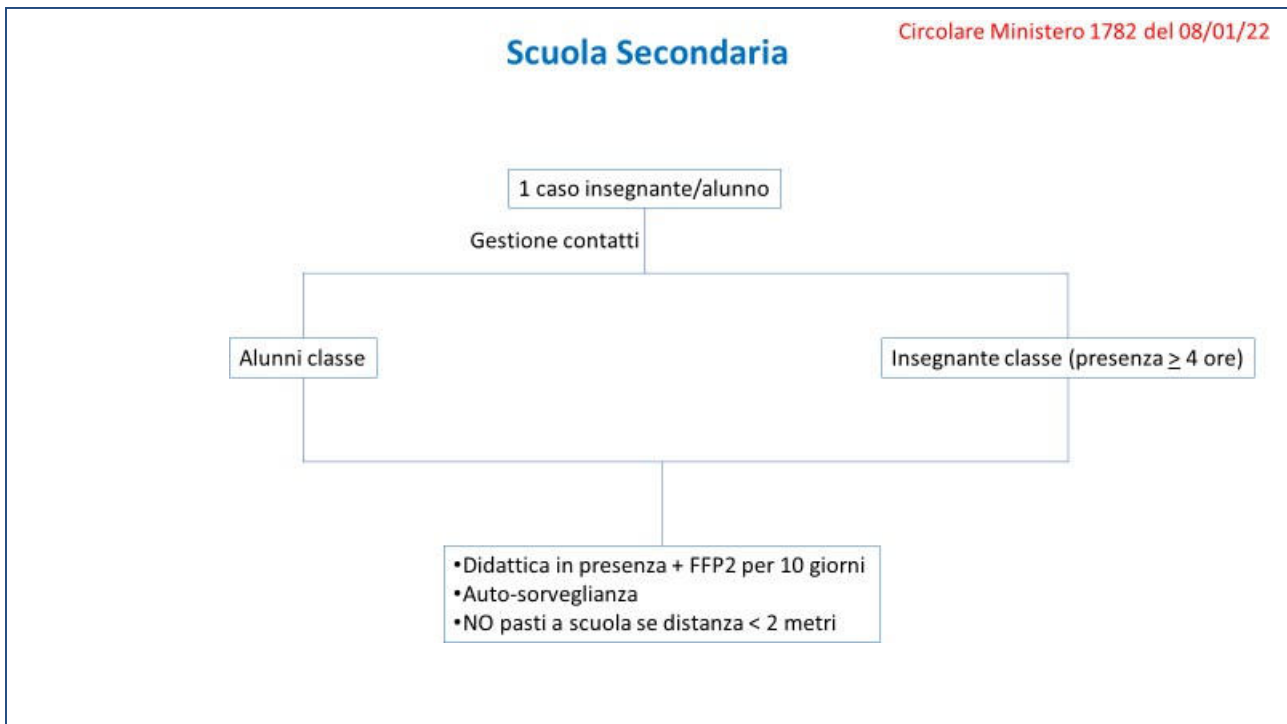 Circolare Ministero 1782 del 08/01/22
Scuola Secondaria
1 caso insegnante/alunno
Gestione contatti
Alunni classe
Insegnante classe (presenza ≥ 4 ore)
•Didattica in presenza + FFP2 per 10 giorni
•Auto-sorveglianza
•NO pasti a scuola se distanza < 2 metri